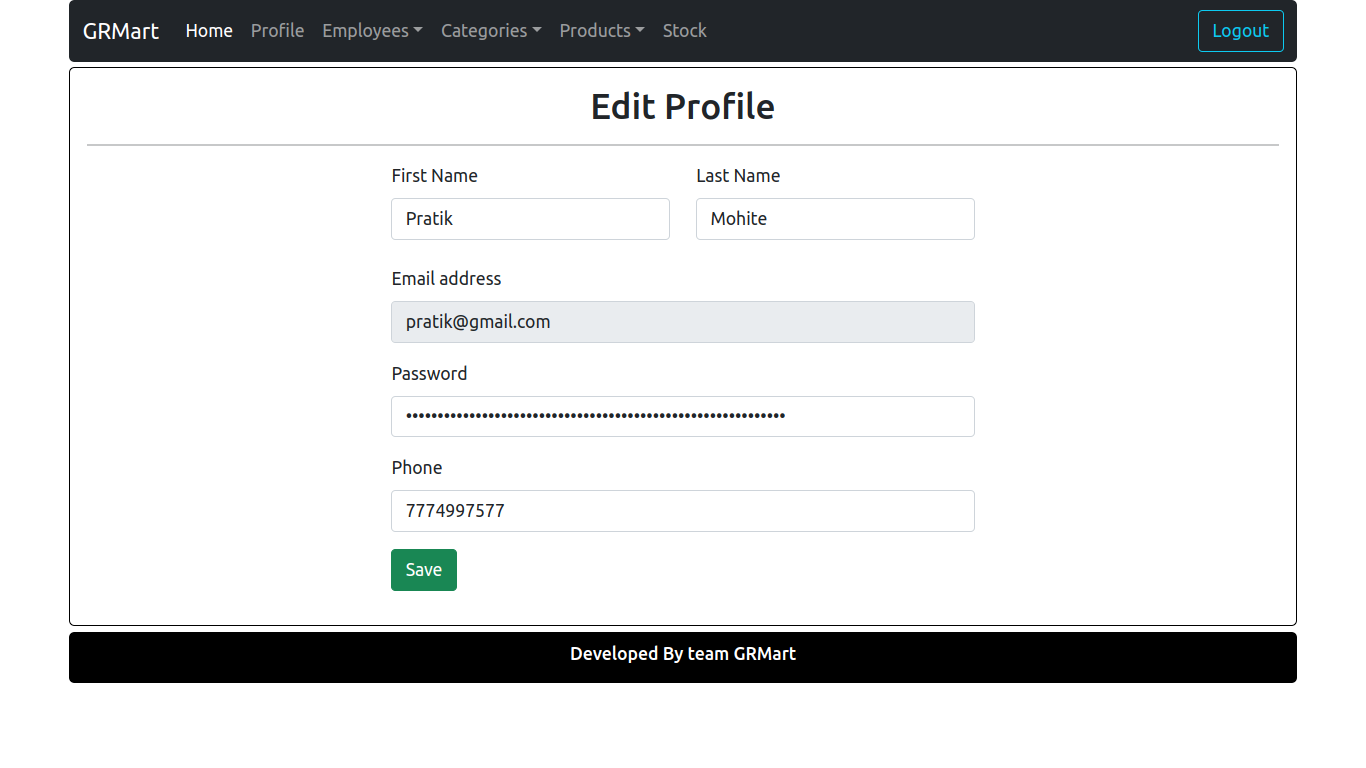 GRMart Home Profile Employees Categories Products Stock Logout
Edit Profile
First Name Last Name
Pratik Mohite
Email address
pratik@gmail.com
Password
••••••••••••••••••••••••••••••••••••••••••••••••••••••••••••
Phone
7774997577
Save
Developed By team GRMart